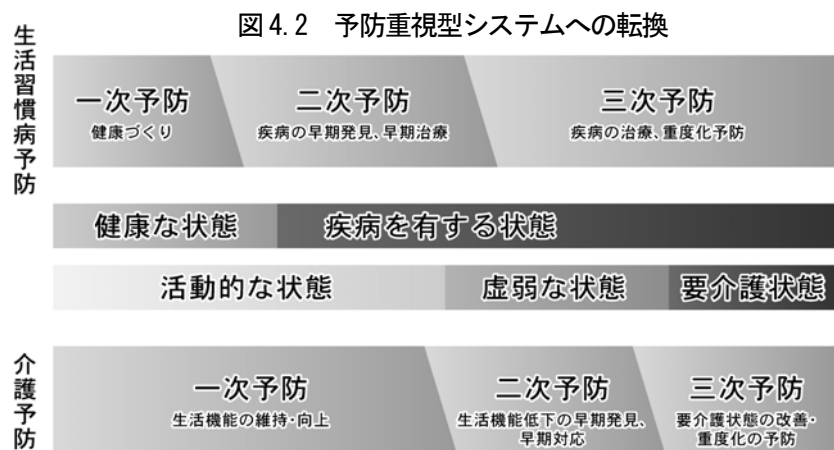 図4.2 予防重視型システムへの転換
生活習慣病予防
一次予防
健康づくり
二次予防
疾病の早期発見、早期治療
三次予防
疾病の治療、重度化予防
健康な状態
疾病を有する状態
活動的な状態
虚弱な状態
要介護状態
介護予防
一次予防
生活機能の維持・向上
二次予防
生活機能低下の早期発見、
早期対応
三次予防
要介護状態の改善・
重度化の予防